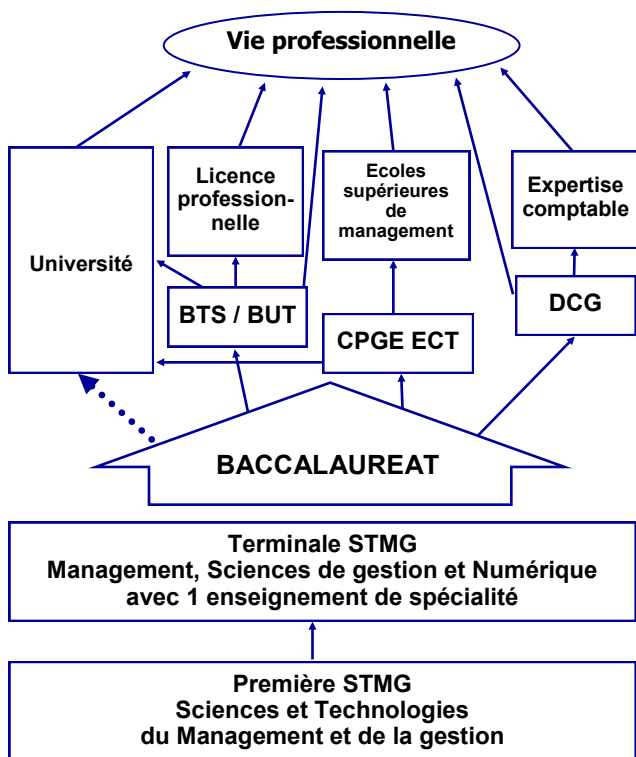 Vie professionnelle
Licence
profession-
nelle
Ecoles
supérieures
de
management
Expertise
comptable
Université
BTS / BUT
CPGE ECT
DCG
BACCALAUREAT
Terminale STMG
Management, Sciences de gestion et Numérique
avec 1 enseignement de spécialité
Première STMG
Sciences et Technologies
du Management et de la gestion